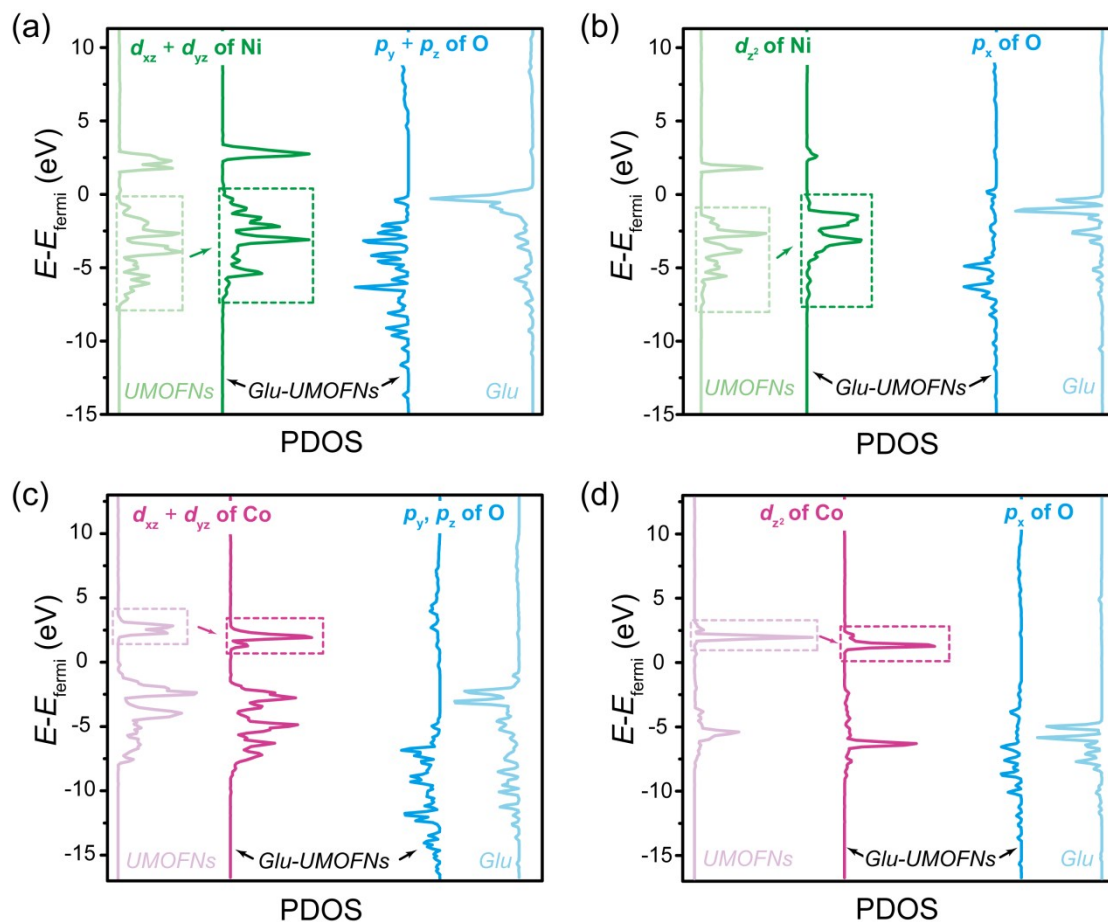 (a)
d_xz + d_yz of Ni
p_y + p_z of O
10
5
0
-5
-10
-15
E-E_fermi (eV)
UMOFNs
Glu-UMOFNs
Glu
PDOS
(b)
d_z² of Ni
p_x of O
10
5
0
-5
-10
-15
E-E_fermi (eV)
UMOFNs
Glu-UMOFNs
Glu
PDOS
(c)
d_xz + d_yz of Co
p_y, p_z of O
10
5
0
-5
-10
-15
E-E_fermi (eV)
UMOFNs
Glu-UMOFNs
Glu
PDOS
(d)
d_z² of Co
p_x of O
10
5
0
-5
-10
-15
E-E_fermi (eV)
UMOFNs
Glu-UMOFNs
Glu
PDOS